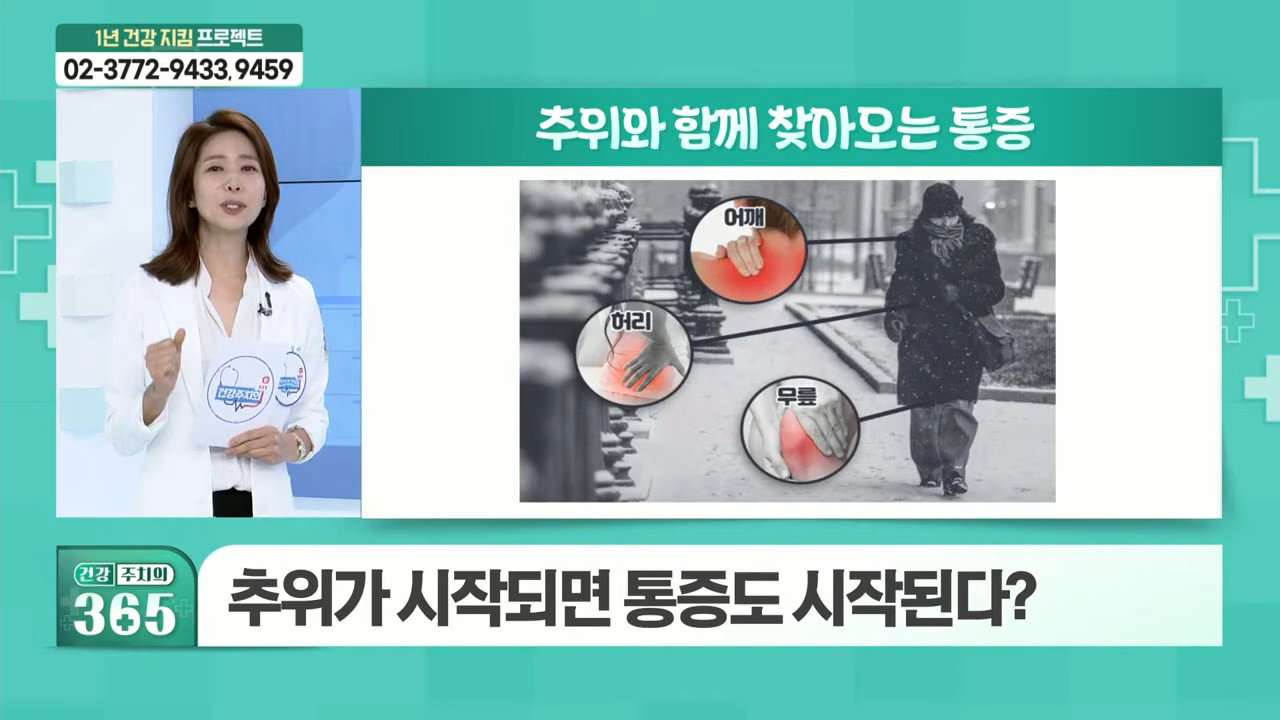 1년 건강 지킴 프로젝트
02-3772-9433, 9459
추위와 함께 찾아오는 통증
어깨
허리
무릎
건강주치의
건강 주치의
365
추위가 시작되면 통증도 시작된다?